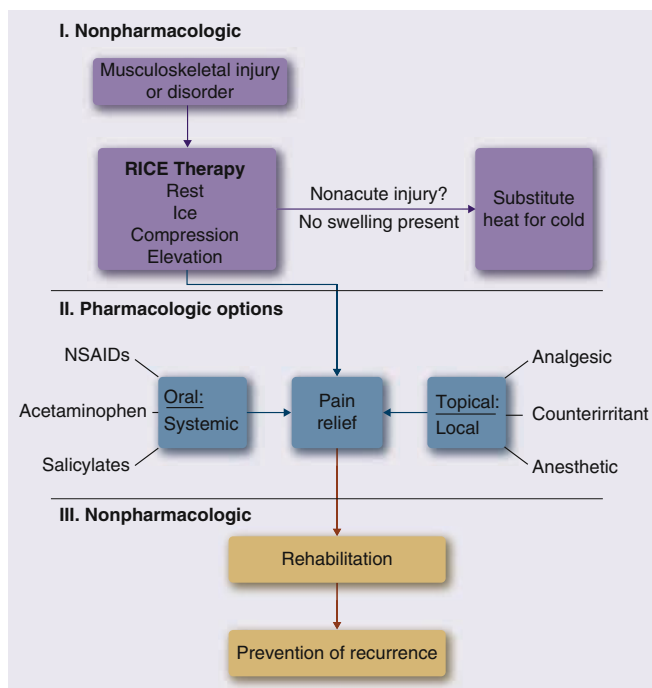 I. Nonpharmacologic
Musculoskeletal injury
or disorder
RICE Therapy
Rest
Ice
Compression
Elevation
Nonacute injury?
No swelling present
Substitute
heat for cold
II. Pharmacologic options
NSAIDs
Acetaminophen
Salicylates
Oral:
Systemic
Pain
relief
Topical:
Local
Analgesic
Counterirritant
Anesthetic
III. Nonpharmacologic
Rehabilitation
Prevention of recurrence